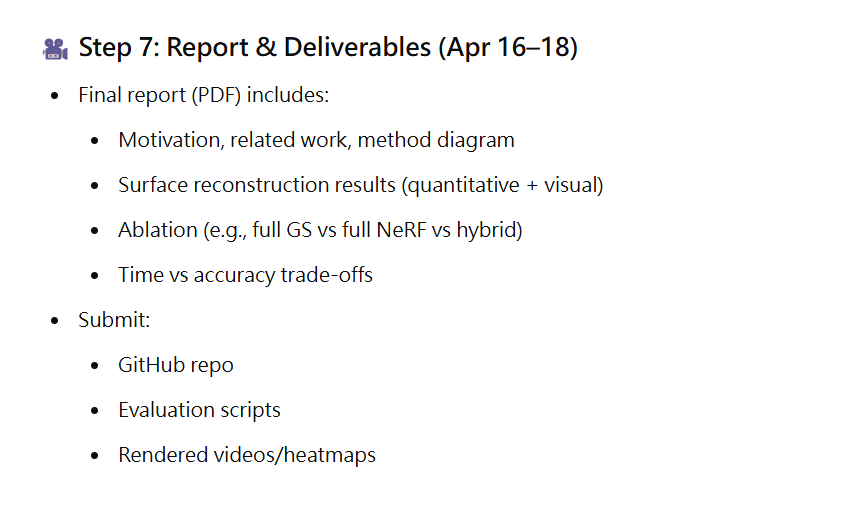 Step 7: Report & Deliverables (Apr 16–18)
Final report (PDF) includes:
Motivation, related work, method diagram
Surface reconstruction results (quantitative + visual)
Ablation (e.g., full GS vs full NeRF vs hybrid)
Time vs accuracy trade-offs
Submit:
GitHub repo
Evaluation scripts
Rendered videos/heatmaps